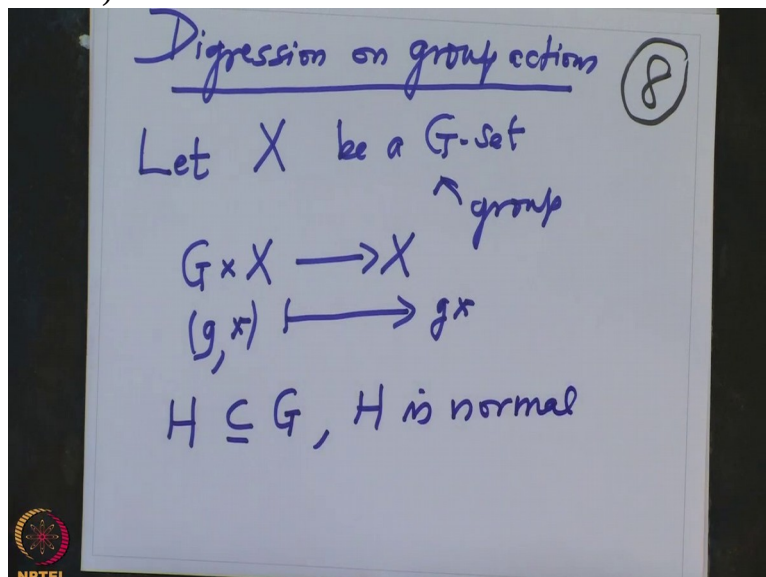 Digression on group actions
8
Let X be a G-set
↖ group
G × X ⟶ X
(g, x) ⟼ gx
H ⊆ G, H is normal
NPTEL